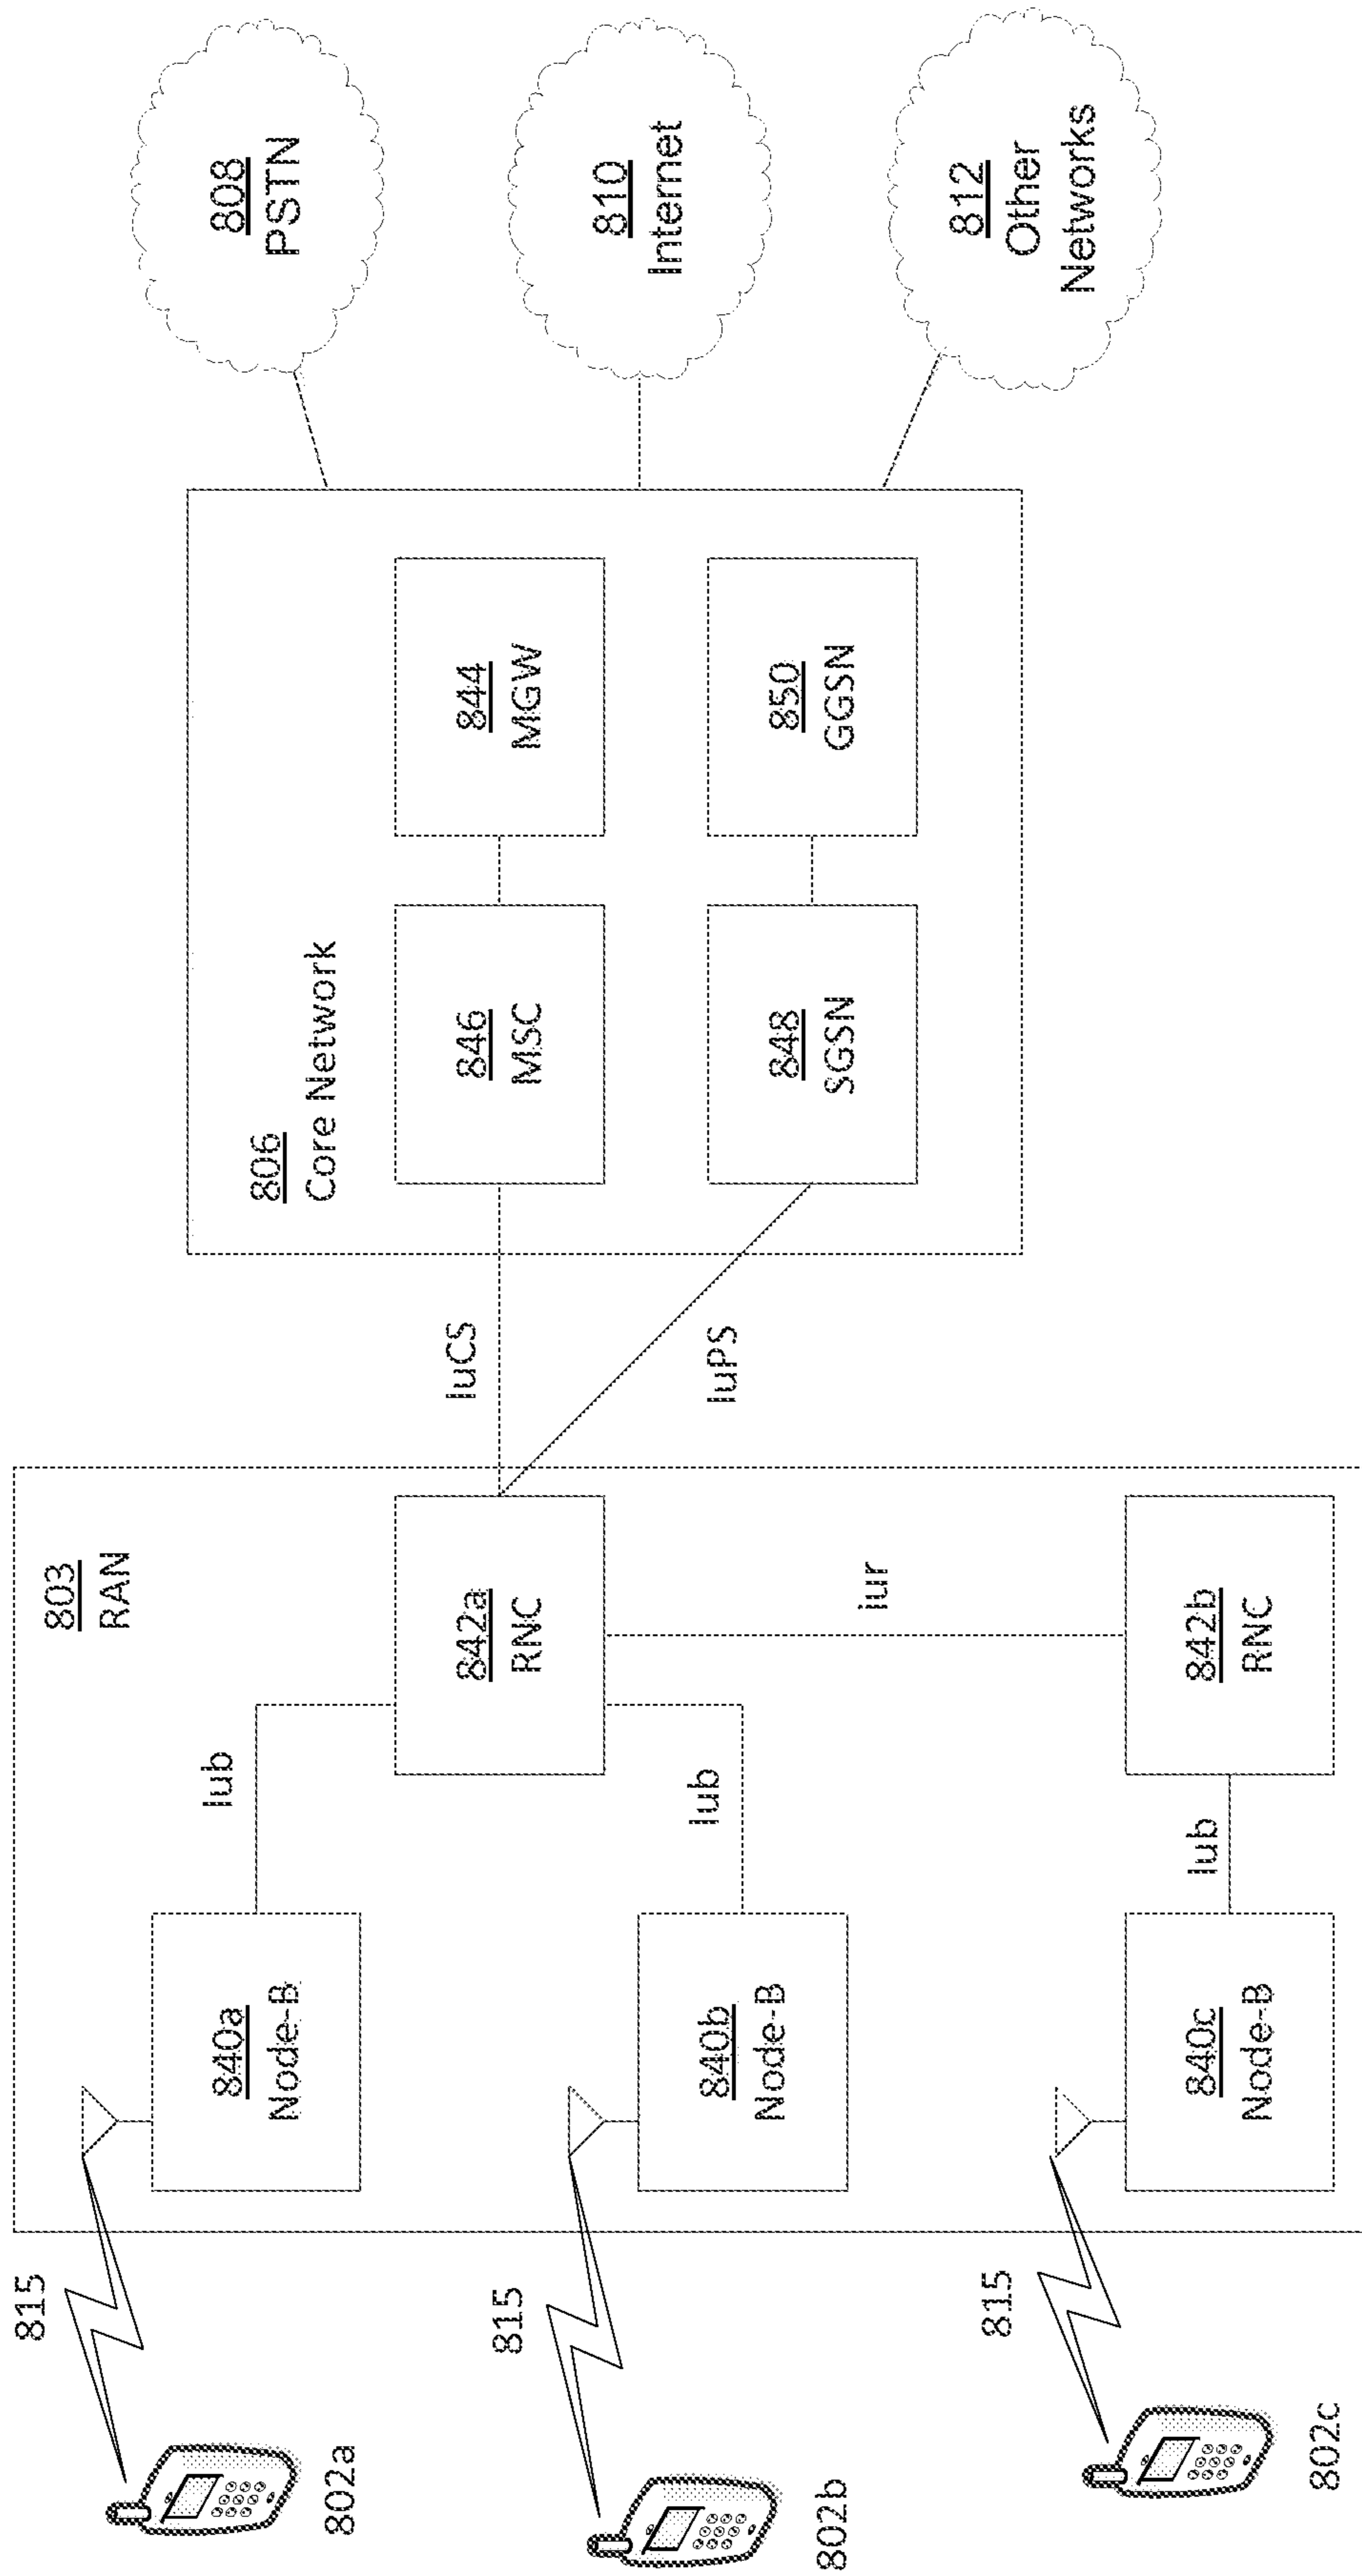 802a
815
840a
Node-B
Iub
803
RAN
842a
RNC
IuCS
806
Core Network
846
MSC
844
MGW
808
PSTN
802b
815
840b
Node-B
Iub
IuPS
848
SGSN
850
GGSN
810
Internet
iur
812
Other
Networks
802c
815
840c
Node-B
Iub
842b
RNC